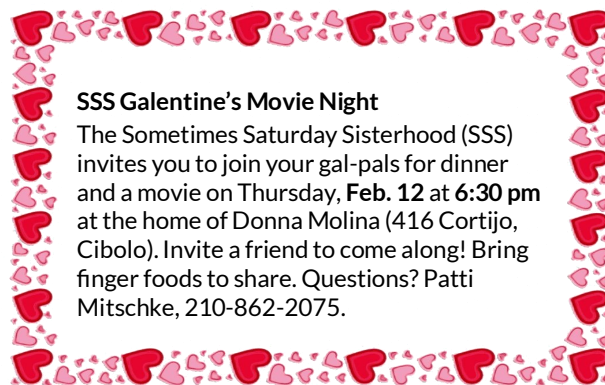 SSS Galentine’s Movie Night
The Sometimes Saturday Sisterhood (SSS)
invites you to join your gal-pals for dinner
and a movie on Thursday, Feb. 12 at 6:30 pm
at the home of Donna Molina (416 Cortijo,
Cibolo). Invite a friend to come along! Bring
finger foods to share. Questions? Patti
Mitschke, 210-862-2075.